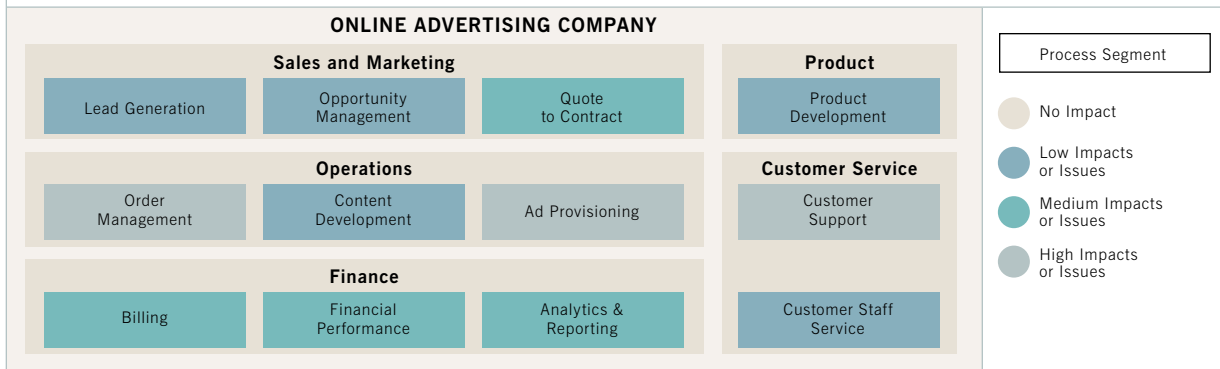 ONLINE ADVERTISING COMPANY
Sales and Marketing
Lead Generation
Opportunity
Management
Quote
to Contract
Product
Product
Development
Operations
Order
Management
Content
Development
Ad Provisioning
Customer Service
Customer
Support
Customer Staff
Service
Finance
Billing
Financial
Performance
Analytics &
Reporting
Process Segment
No Impact
Low Impacts
or Issues
Medium Impacts
or Issues
High Impacts
or Issues